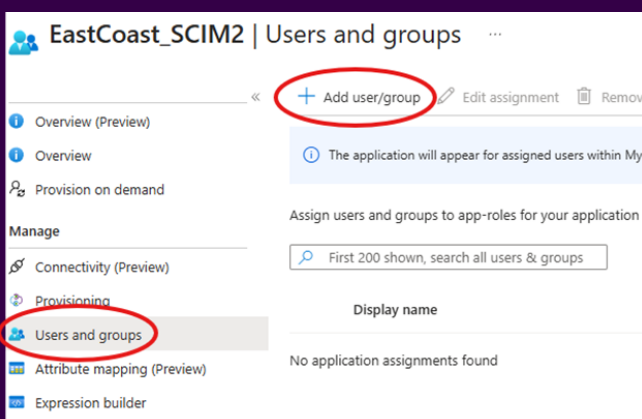 EastCoast_SCIM2 | Users and groups ...
« + Add user/group Edit assignment Remov
Overview (Preview)
Overview
The application will appear for assigned users within My
Provision on demand
Assign users and groups to app-roles for your application
Manage
First 200 shown, search all users & groups
Connectivity (Preview)
Provisioning
Display name
Users and groups
No application assignments found
Attribute mapping (Preview)
Expression builder